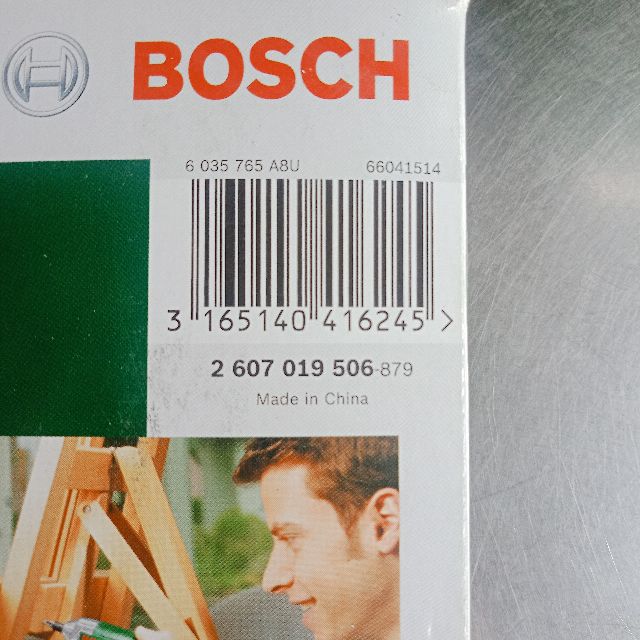 BOSCH
6 035 765 A8U 66041514
3 165140 416245 >
2 607 019 506-879
Made in China